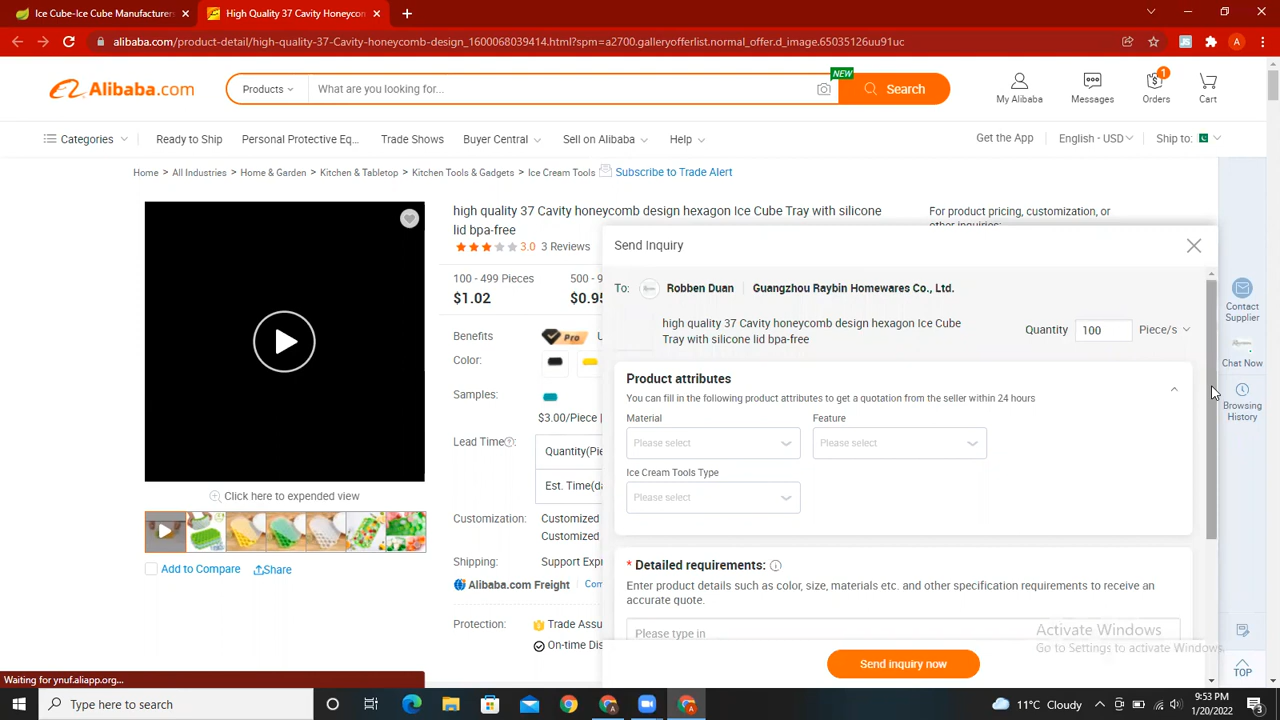 Ice Cube-Ice Cube Manufacturers
High Quality 37 Cavity Honeycon
alibaba.com/product-detail/high-quality-37-Cavity-honeycomb-design_1600068039414.html?spm=a2700.galleryofferlist.normal_offer.d_image.65035126uu91uc
A
Alibaba.com
Products
What are you looking for...
NEW
Search
My Alibaba
Messages
1
Orders
Cart
Categories
Ready to Ship
Personal Protective Eq...
Trade Shows
Buyer Central
Sell on Alibaba
Help
Get the App
English - USD
Ship to:
Home > All Industries > Home & Garden > Kitchen & Tabletop > Kitchen Tools & Gadgets > Ice Cream Tools
Subscribe to Trade Alert
high quality 37 Cavity honeycomb design hexagon Ice Cube Tray with silicone
lid bpa-free
3.0 3 Reviews
100 - 499 Pieces
$1.02
500 - 9
$0.95
Benefits
Pro
U
Color:
Samples:
$3.00/Piece
Lead Time
Quantity(Pie
Est. Time(da
Customization:
Customized
Customized
Shipping:
Support Expr
Alibaba.com Freight
Com
Protection:
Trade Assu
On-time Dis
Click here to expended view
Add to Compare
Share
For product pricing, customization, or
other inquiries:
Send Inquiry
To:
Robben Duan
Guangzhou Raybin Homewares Co., Ltd.
high quality 37 Cavity honeycomb design hexagon Ice Cube
Tray with silicone lid bpa-free
Quantity
100
Piece/s
Product attributes
You can fill in the following product attributes to get a quotation from the seller within 24 hours
Material
Feature
Please select
Please select
Ice Cream Tools Type
Please select
* Detailed requirements:
Enter product details such as color, size, materials etc. and other specification requirements to receive an
accurate quote.
Please type in
Send inquiry now
Contact
Supplier
Chat Now
Browsing
History
TOP
Activate Windows
Go to Settings to activate Windows.
Waiting for ynuf.aliapp.org...
Type here to search
11°C Cloudy
9:53 PM
1/20/2022
3